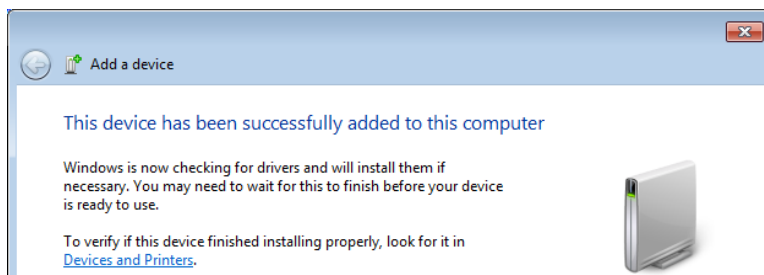 Add a device
This device has been successfully added to this computer
Windows is now checking for drivers and will install them if
necessary. You may need to wait for this to finish before your device
is ready to use.
To verify if this device finished installing properly, look for it in
Devices and Printers.